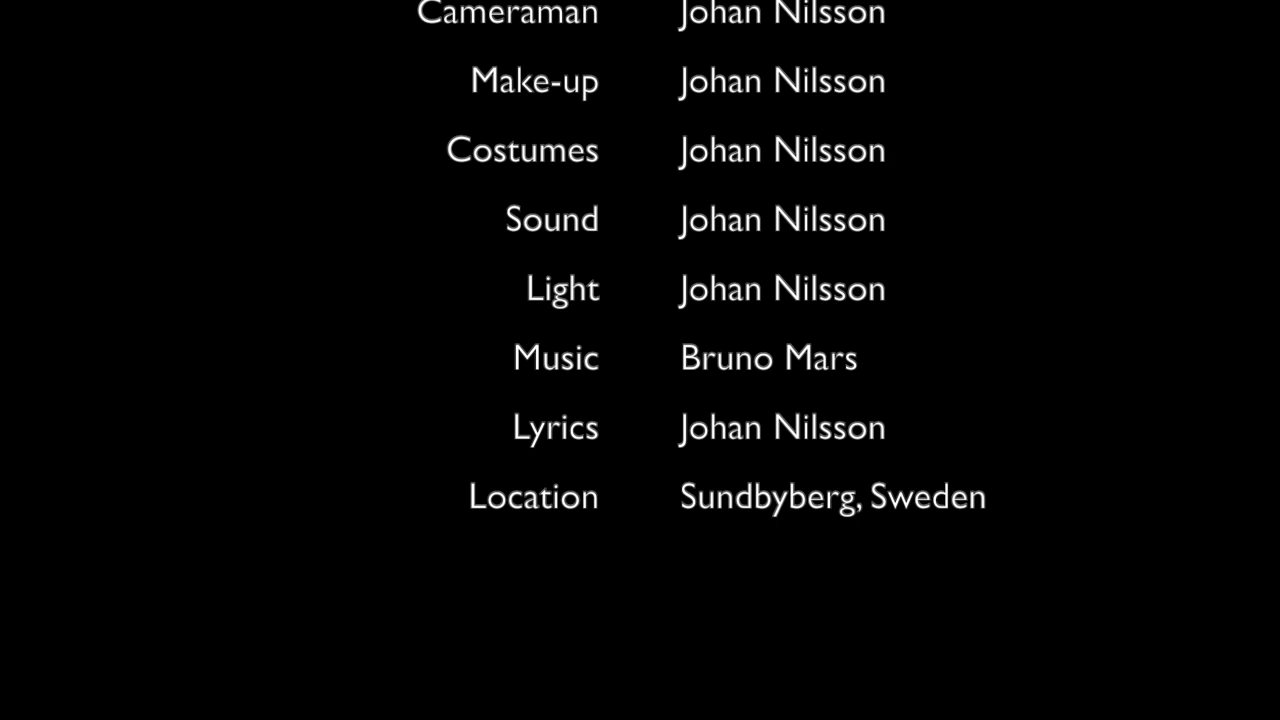 Cameraman Johan Nilsson
Make-up Johan Nilsson
Costumes Johan Nilsson
Sound Johan Nilsson
Light Johan Nilsson
Music Bruno Mars
Lyrics Johan Nilsson
Location Sundbyberg, Sweden